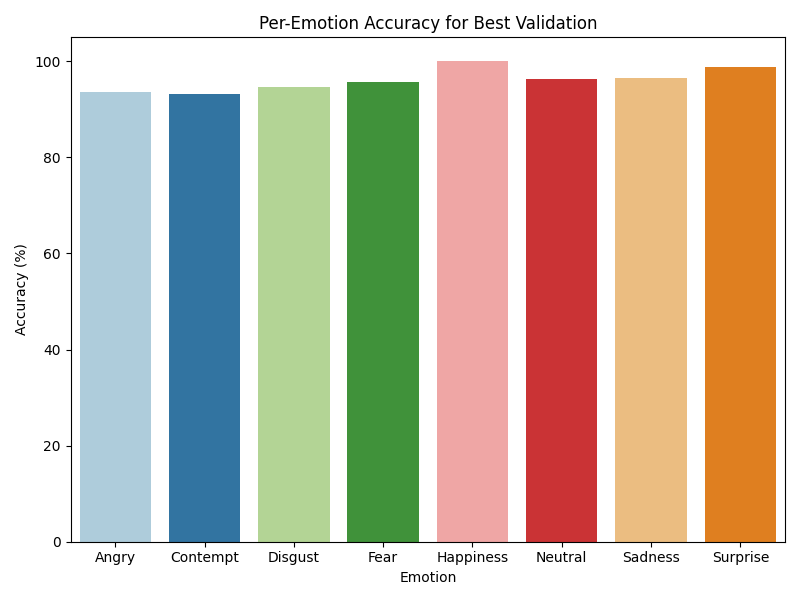 Per-Emotion Accuracy for Best Validation
100
80
60
40
20
0
Accuracy (%)
Angry Contempt Disgust Fear Happiness Neutral Sadness Surprise
Emotion